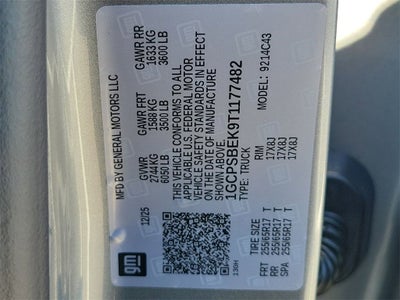 MFD BY GENERAL MOTORS LLC
12/25
GVWR GAWR FRT GAWR RR
2744 KG 1588 KG 1633 KG
6050 LB 3500 LB 3600 LB
THIS VEHICLE CONFORMS TO ALL
APPLICABLE U.S. FEDERAL MOTOR
VEHICLE SAFETY STANDARDS IN EFFECT
ON THE DATE OF MANUFACTURE
SHOWN ABOVE.
1GCPSBEK9T1177482
TYPE: TRUCK
9214C43
TIRE SIZE RIM
FRT 255/65R17 T 17X8J
RR 255/65R17 T 17X8J
SPA 255/65R17 T 17X8J
gm